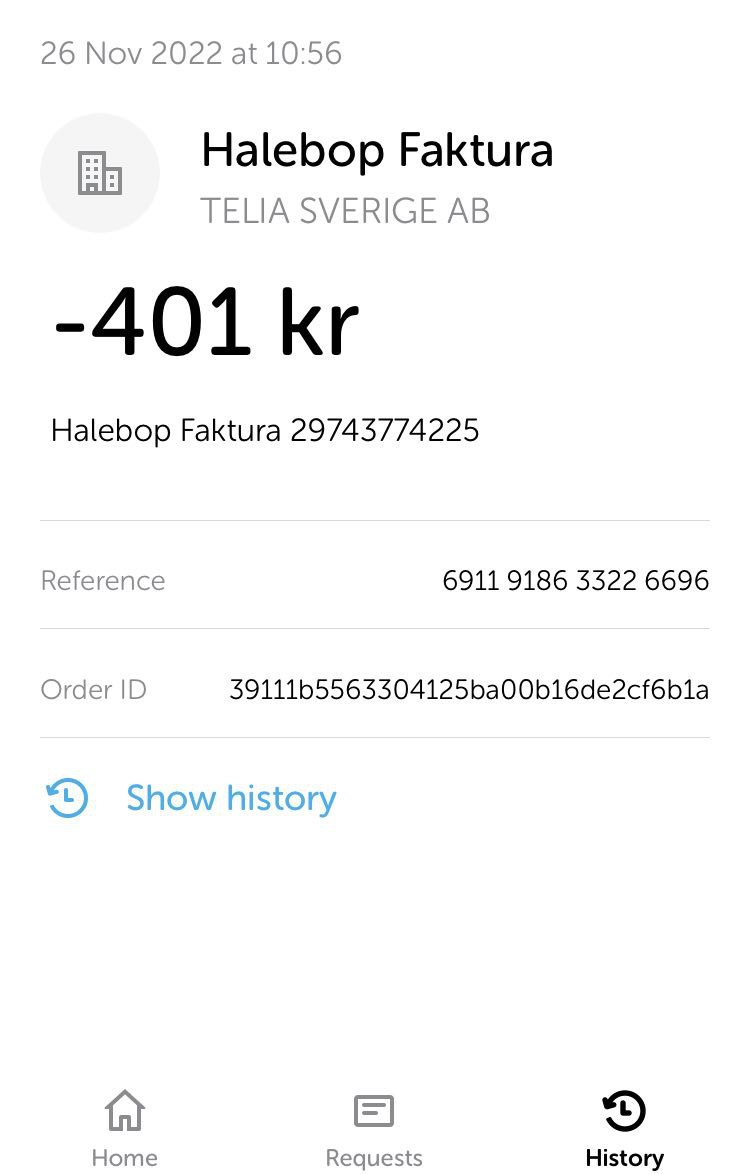 26 Nov 2022 at 10:56
Halebop Faktura
TELIA SVERIGE AB
-401 kr
Halebop Faktura 29743774225
Reference 6911 9186 3322 6696
Order ID 39111b5563304125ba00b16de2cf6b1a
Show history
Home Requests History